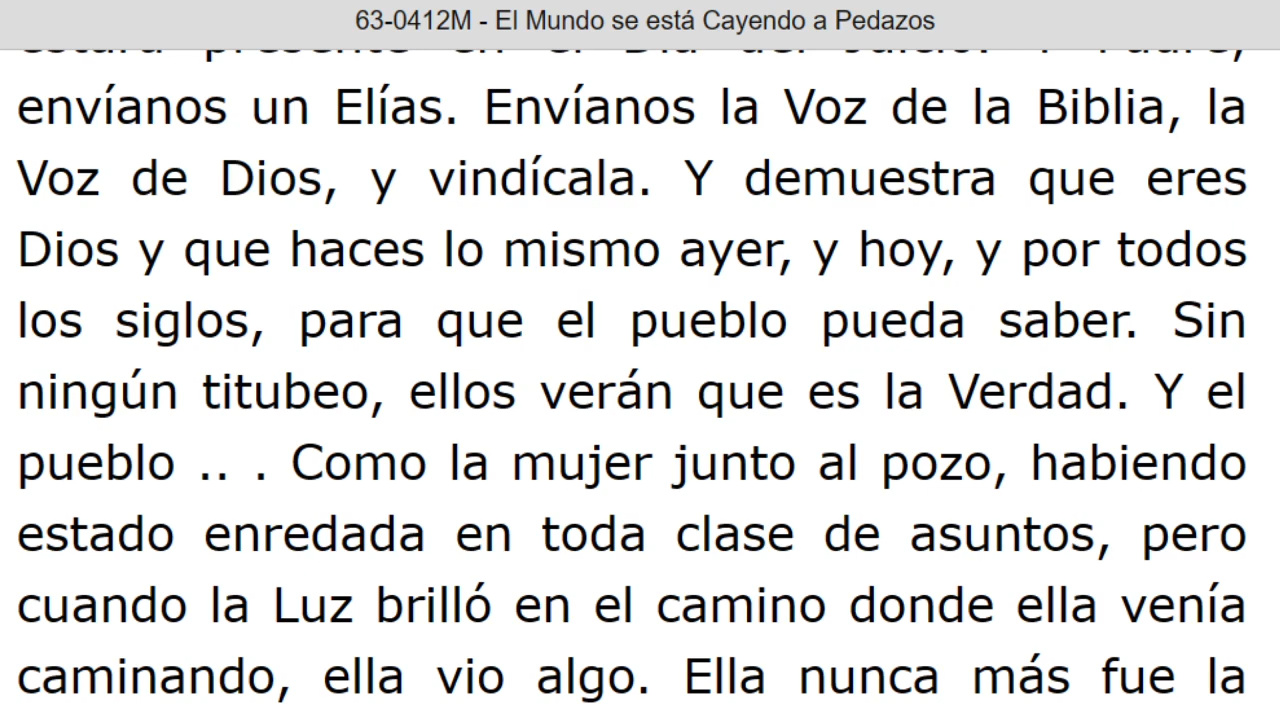 63-0412M - El Mundo se está Cayendo a Pedazos
envíanos un Elías. Envíanos la Voz de la Biblia, la
Voz de Dios, y vindícala. Y demuestra que eres
Dios y que haces lo mismo ayer, y hoy, y por todos
los siglos, para que el pueblo pueda saber. Sin
ningún titubeo, ellos verán que es la Verdad. Y el
pueblo .. . Como la mujer junto al pozo, habiendo
estado enredada en toda clase de asuntos, pero
cuando la Luz brilló en el camino donde ella venía
caminando, ella vio algo. Ella nunca más fue la